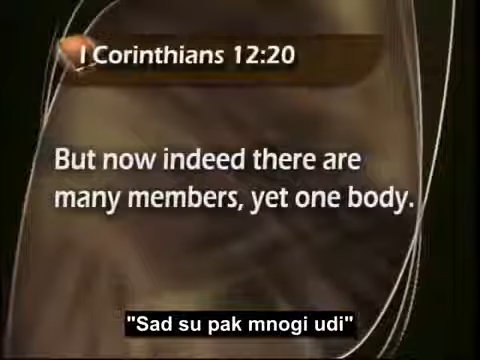 I Corinthians 12:20
But now indeed there are
many members, yet one body.
"Sad su pak mnogi udi"